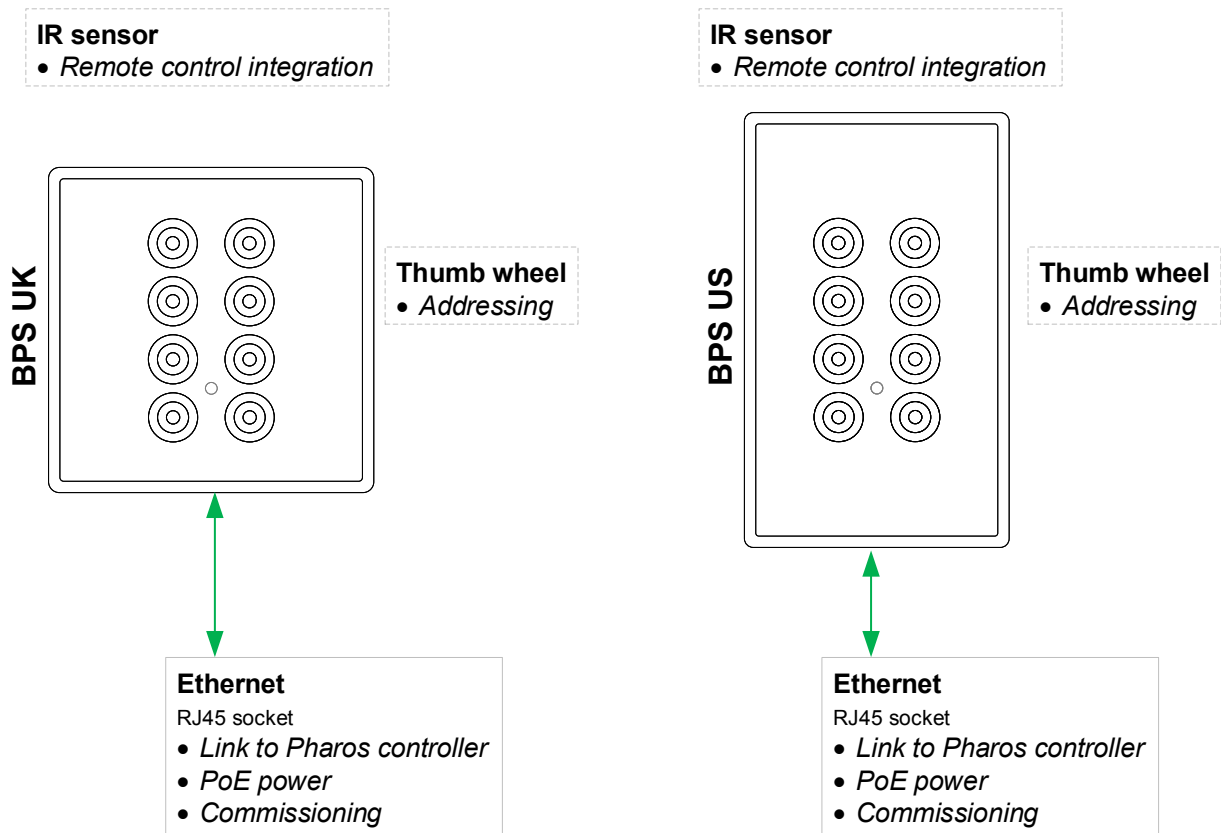 IR sensor
• Remote control integration
BPS UK
Thumb wheel
• Addressing
Ethernet
RJ45 socket
• Link to Pharos controller
• PoE power
• Commissioning
IR sensor
• Remote control integration
BPS US
Thumb wheel
• Addressing
Ethernet
RJ45 socket
• Link to Pharos controller
• PoE power
• Commissioning